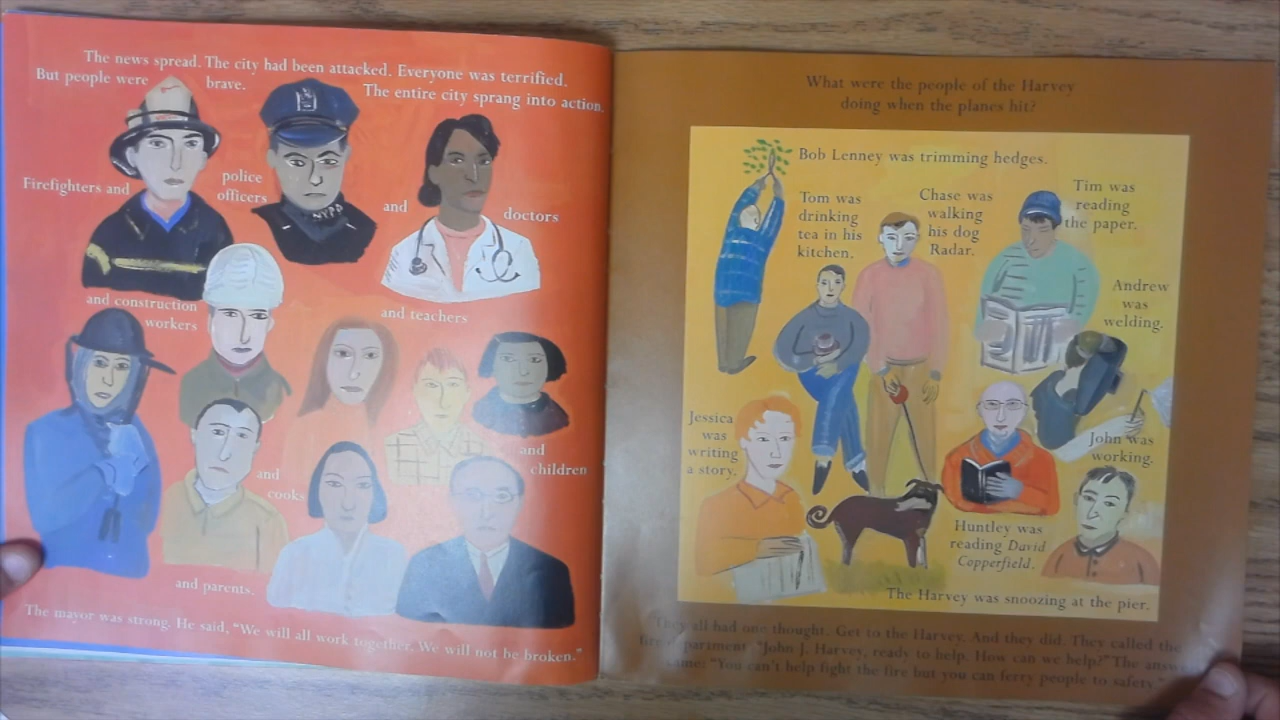 The news spread. The city had been attacked. Everyone was terrified.
But people were brave. The entire city sprang into action.
Firefighters and
police
officers
NYPD
and
doctors
and construction
workers
and teachers
and
children
and
cooks
and parents.
The mayor was strong. He said, "We will all work together. We will not be broken."
What were the people of the Harvey
doing when the planes hit?
Bob Lenney was trimming hedges.
Tom was
drinking
tea in his
kitchen.
Chase was
walking
his dog
Radar.
Tim was
reading
the paper.
Andrew
was
welding.
Jessica
was
writing
a story.
John was
working.
Huntley was
reading David
Copperfield.
The Harvey was snoozing at the pier.
They all had one thought. Get to the Harvey. And they did. They called the
fire department. "John J. Harvey, ready to help. How can we help?" The answer
came: "You can't help fight the fire but you can ferry people to safety."